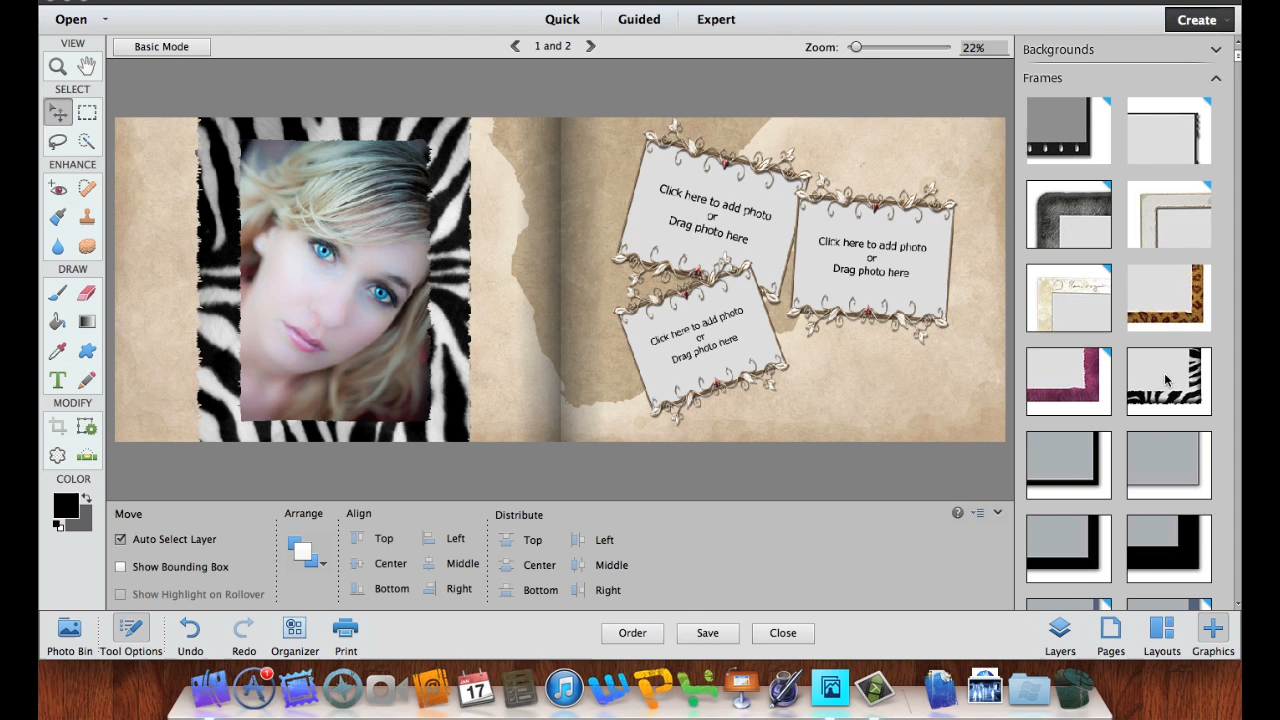 Open
Quick
Guided
Expert
Create
VIEW
Basic Mode
1 and 2
Zoom:
22%
Backgrounds
Frames
SELECT
ENHANCE
DRAW
MODIFY
COLOR
Click here to add photo
or
Drag photo here
Click here to add photo
or
Drag photo here
Click here to add photo
or
Drag photo here
Move
Auto Select Layer
Show Bounding Box
Show Highlight on Rollover
Arrange
Align
Top
Left
Center
Middle
Bottom
Right
Distribute
Top
Left
Center
Middle
Bottom
Right
Photo Bin
Tool Options
Undo
Redo
Organizer
Print
Order
Save
Close
Layers
Pages
Layouts
Graphics
1
JAN
17